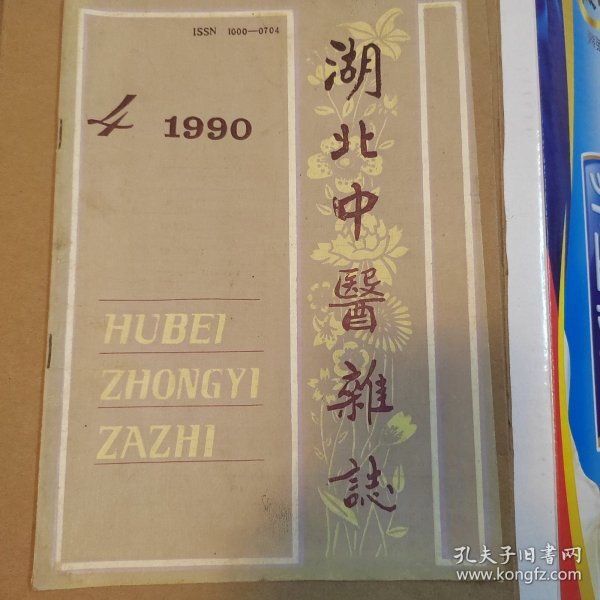 ISSN 1000—0704
4 1990
湖北中醫雜誌
HUBEI
ZHONGYI
ZAZHI
孔夫子旧書网
www.kongfz.com